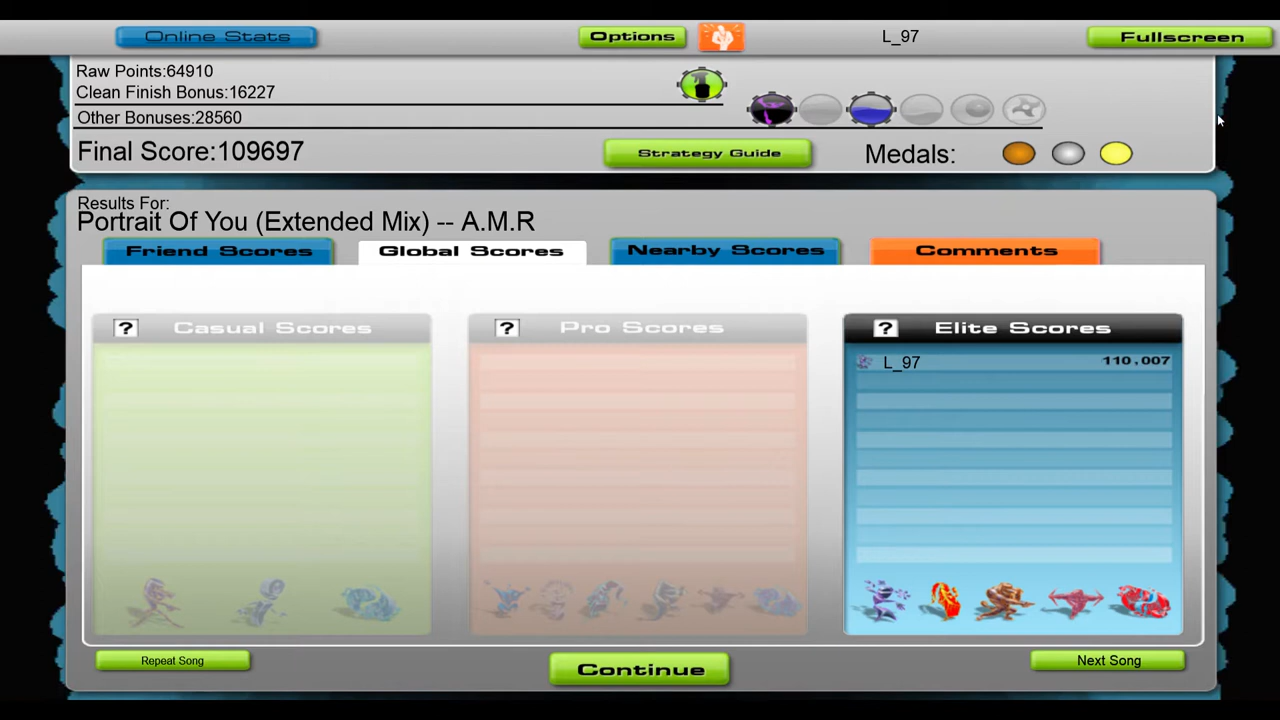 Online Stats
Options
L_97
Fullscreen
Raw Points:64910
Clean Finish Bonus:16227
Other Bonuses:28560
Final Score:109697
Strategy Guide
Medals:
Results For:
Portrait Of You (Extended Mix) -- A.M.R
Friend Scores
Global Scores
Nearby Scores
Comments
? Casual Scores
? Pro Scores
? Elite Scores
L_97 110,007
Repeat Song
Continue
Next Song